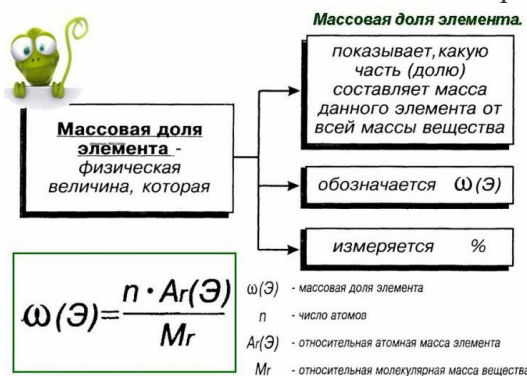 Массовая доля элемента.
Массовая доля
элемента -
физическая
величина, которая
показывает, какую
часть (долю)
составляет масса
данного элемента от
всей массы вещества
обозначается ω(Э)
измеряется %
ω(Э)= n · Ar(Э) / Mr
ω(Э) - массовая доля элемента
n - число атомов
Ar(Э) - относительная атомная масса элемента
Mr - относительная молекулярная масса вещества